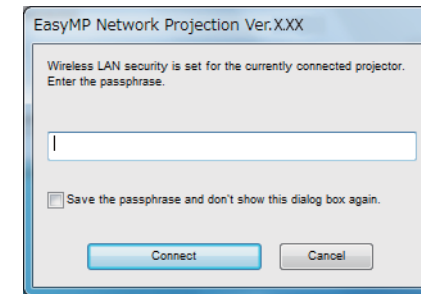 EasyMP Network Projection Ver.X.XX
Wireless LAN security is set for the currently connected projector.
Enter the passphrase.
Save the passphrase and don't show this dialog box again.
Connect
Cancel